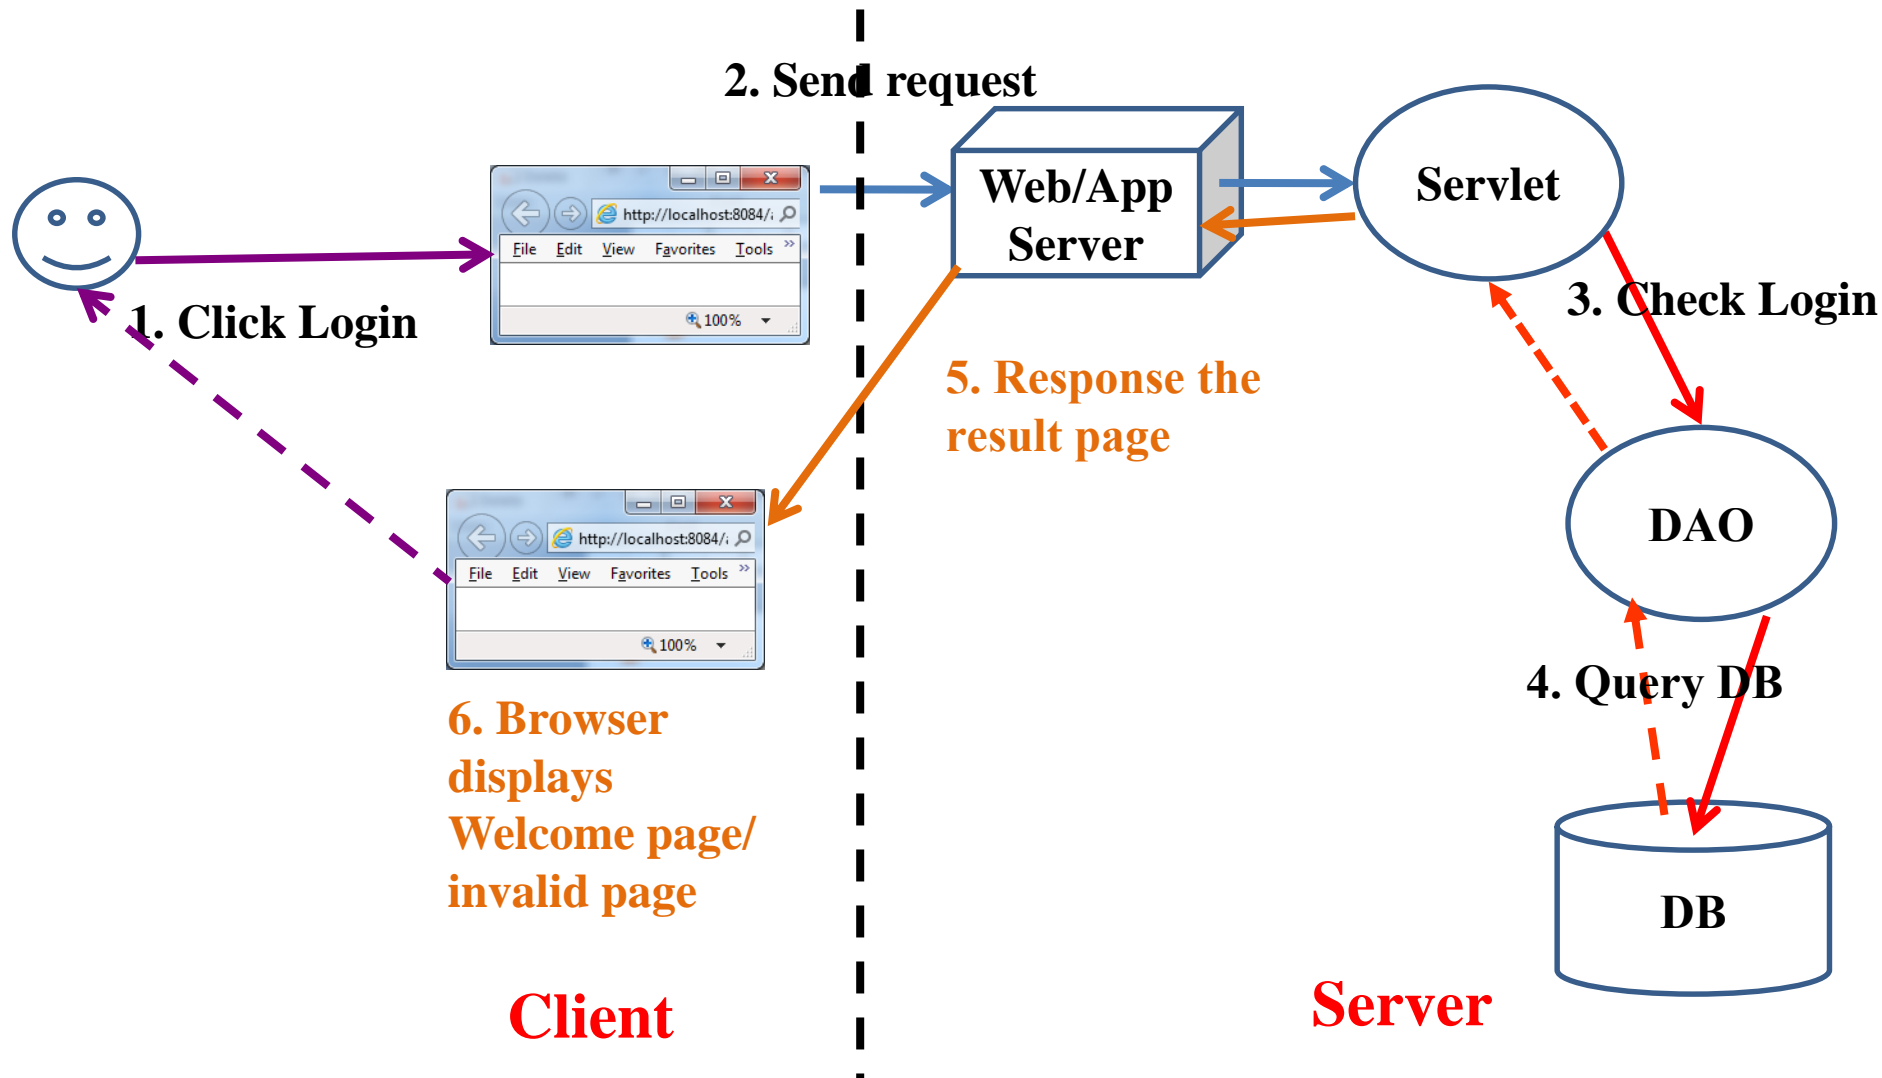 2. Send request
Web/App
Server
Servlet
http://localhost:8084/
File Edit View Favorites Tools »
100%
1. Click Login
3. Check Login
5. Response the
result page
http://localhost:8084/
File Edit View Favorites Tools »
100%
DAO
4. Query DB
6. Browser
displays
Welcome page/
invalid page
DB
Client
Server